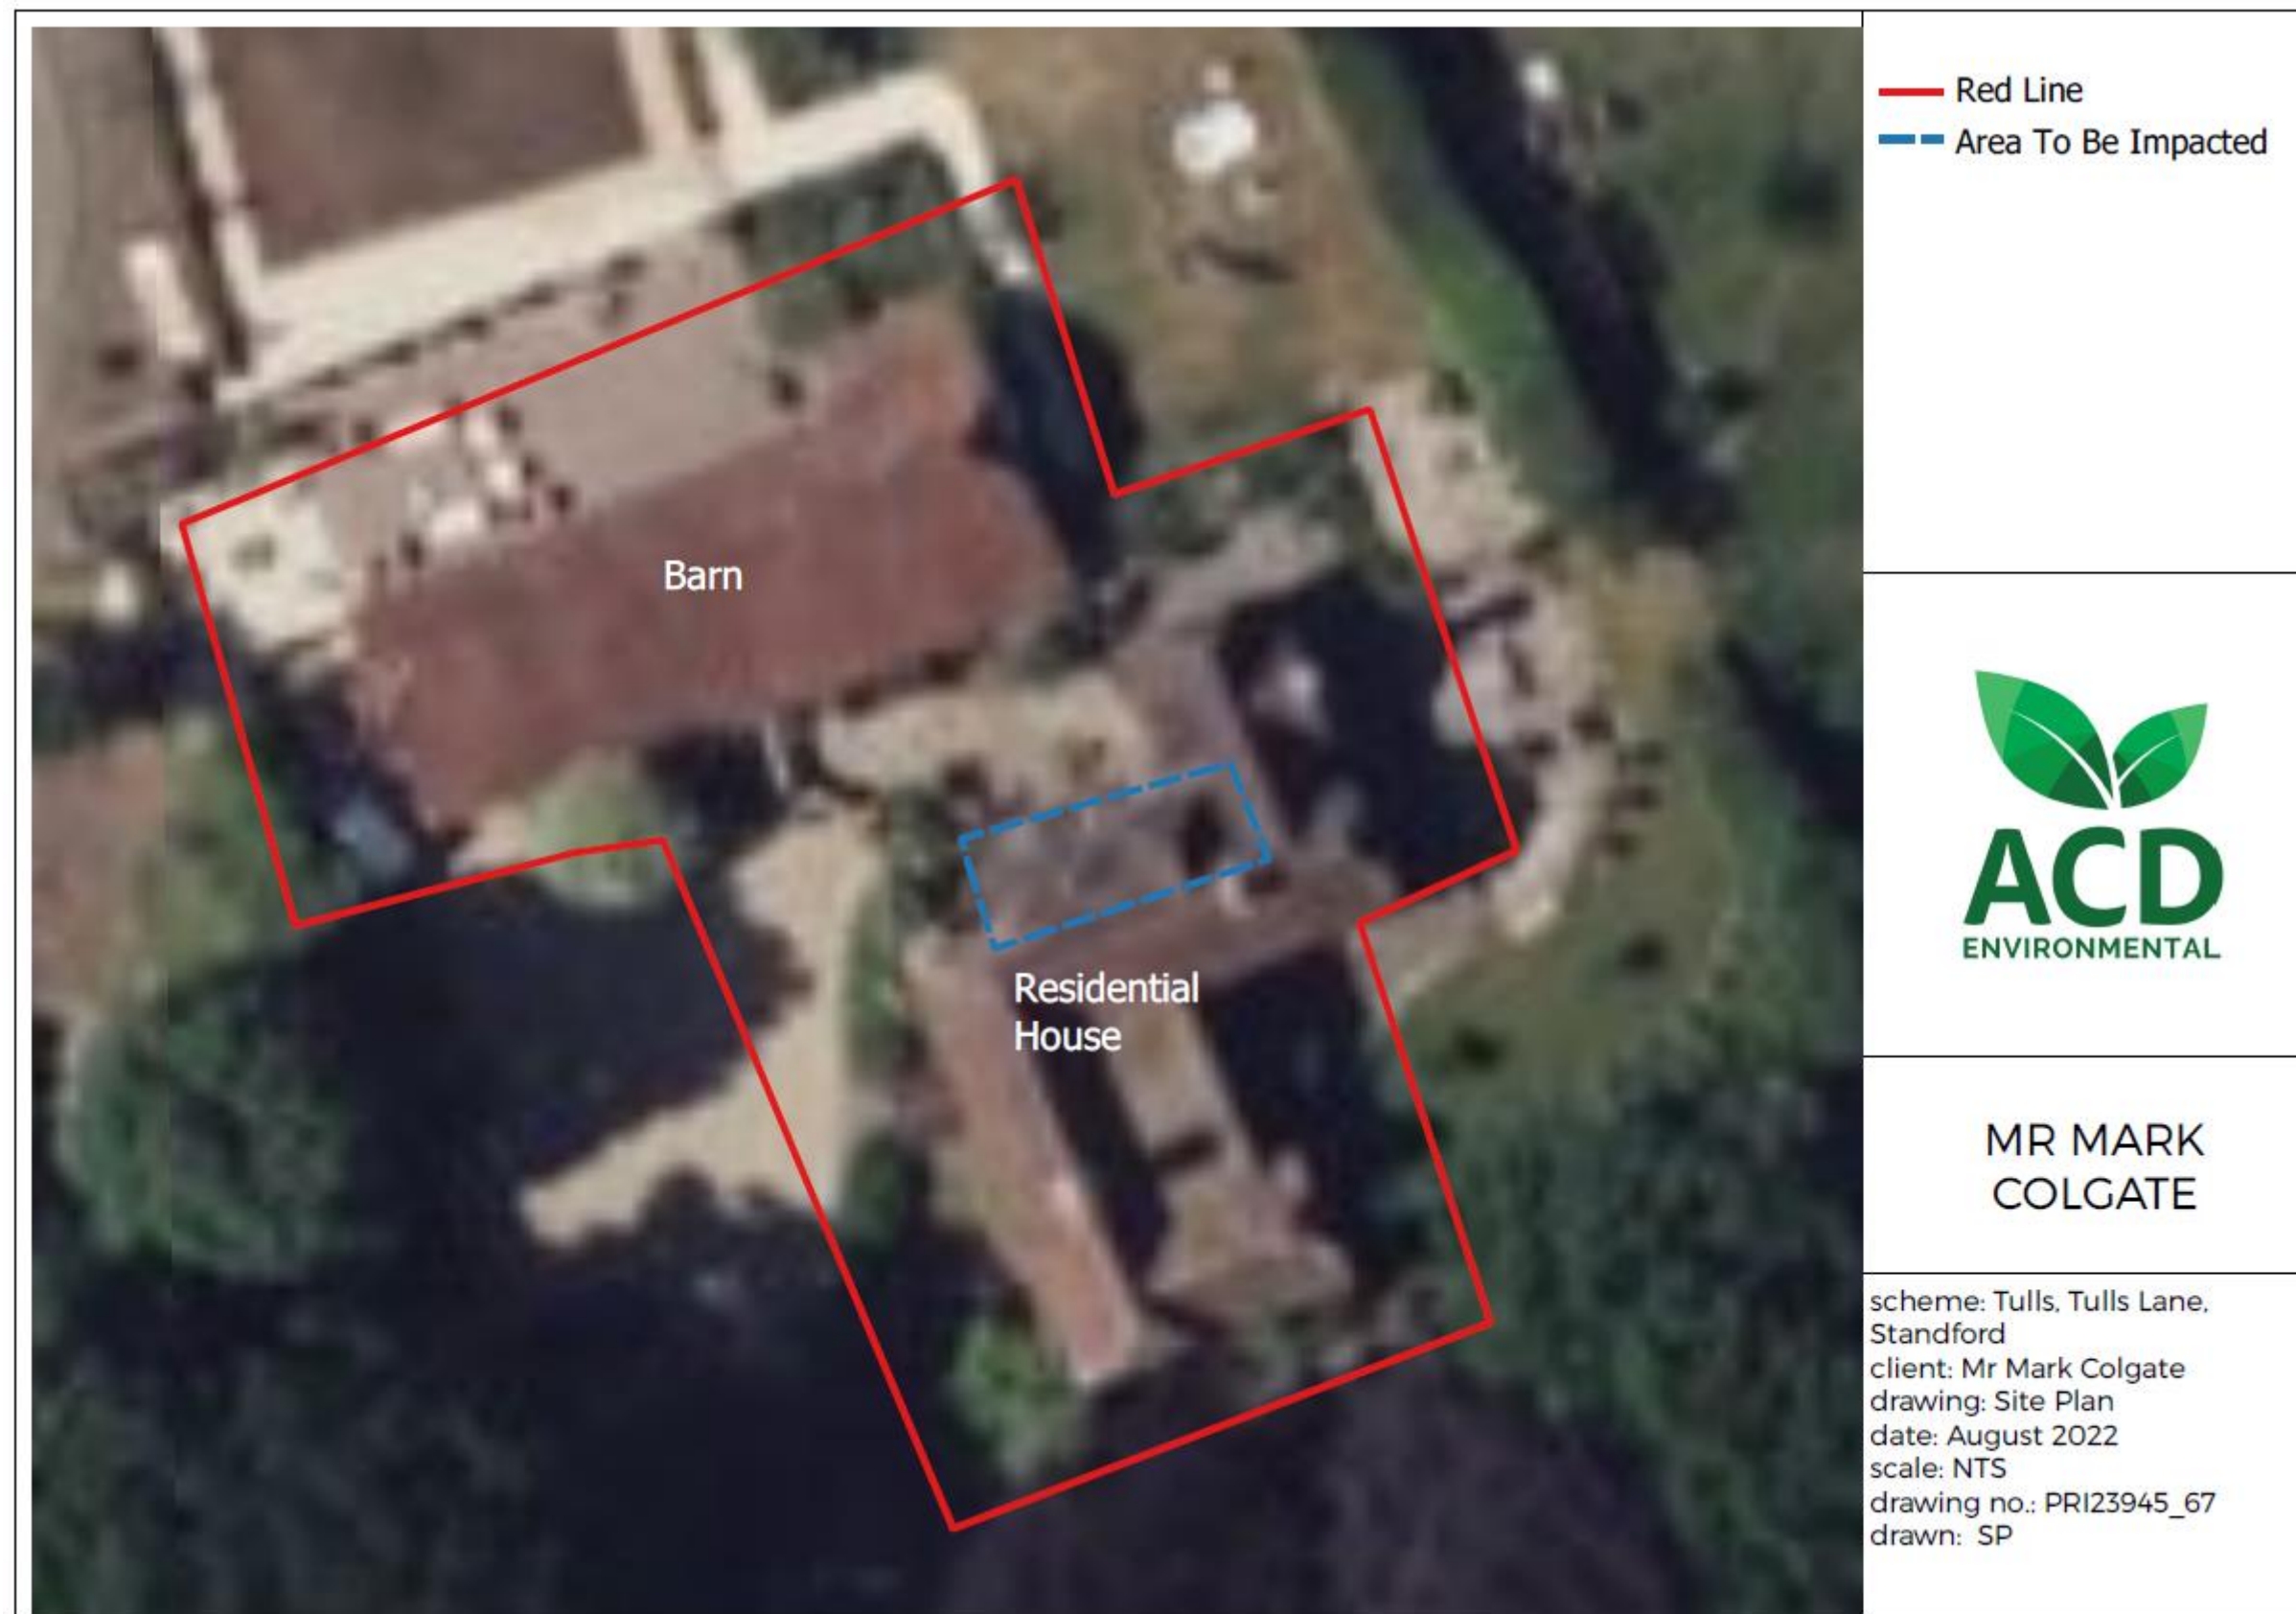 Red Line
Area To Be Impacted
Barn
Residential
House
ACD
ENVIRONMENTAL
MR MARK
COLGATE
scheme: Tulls, Tulls Lane,
Standford
client: Mr Mark Colgate
drawing: Site Plan
date: August 2022
scale: NTS
drawing no.: PRI23945_67
drawn: SP